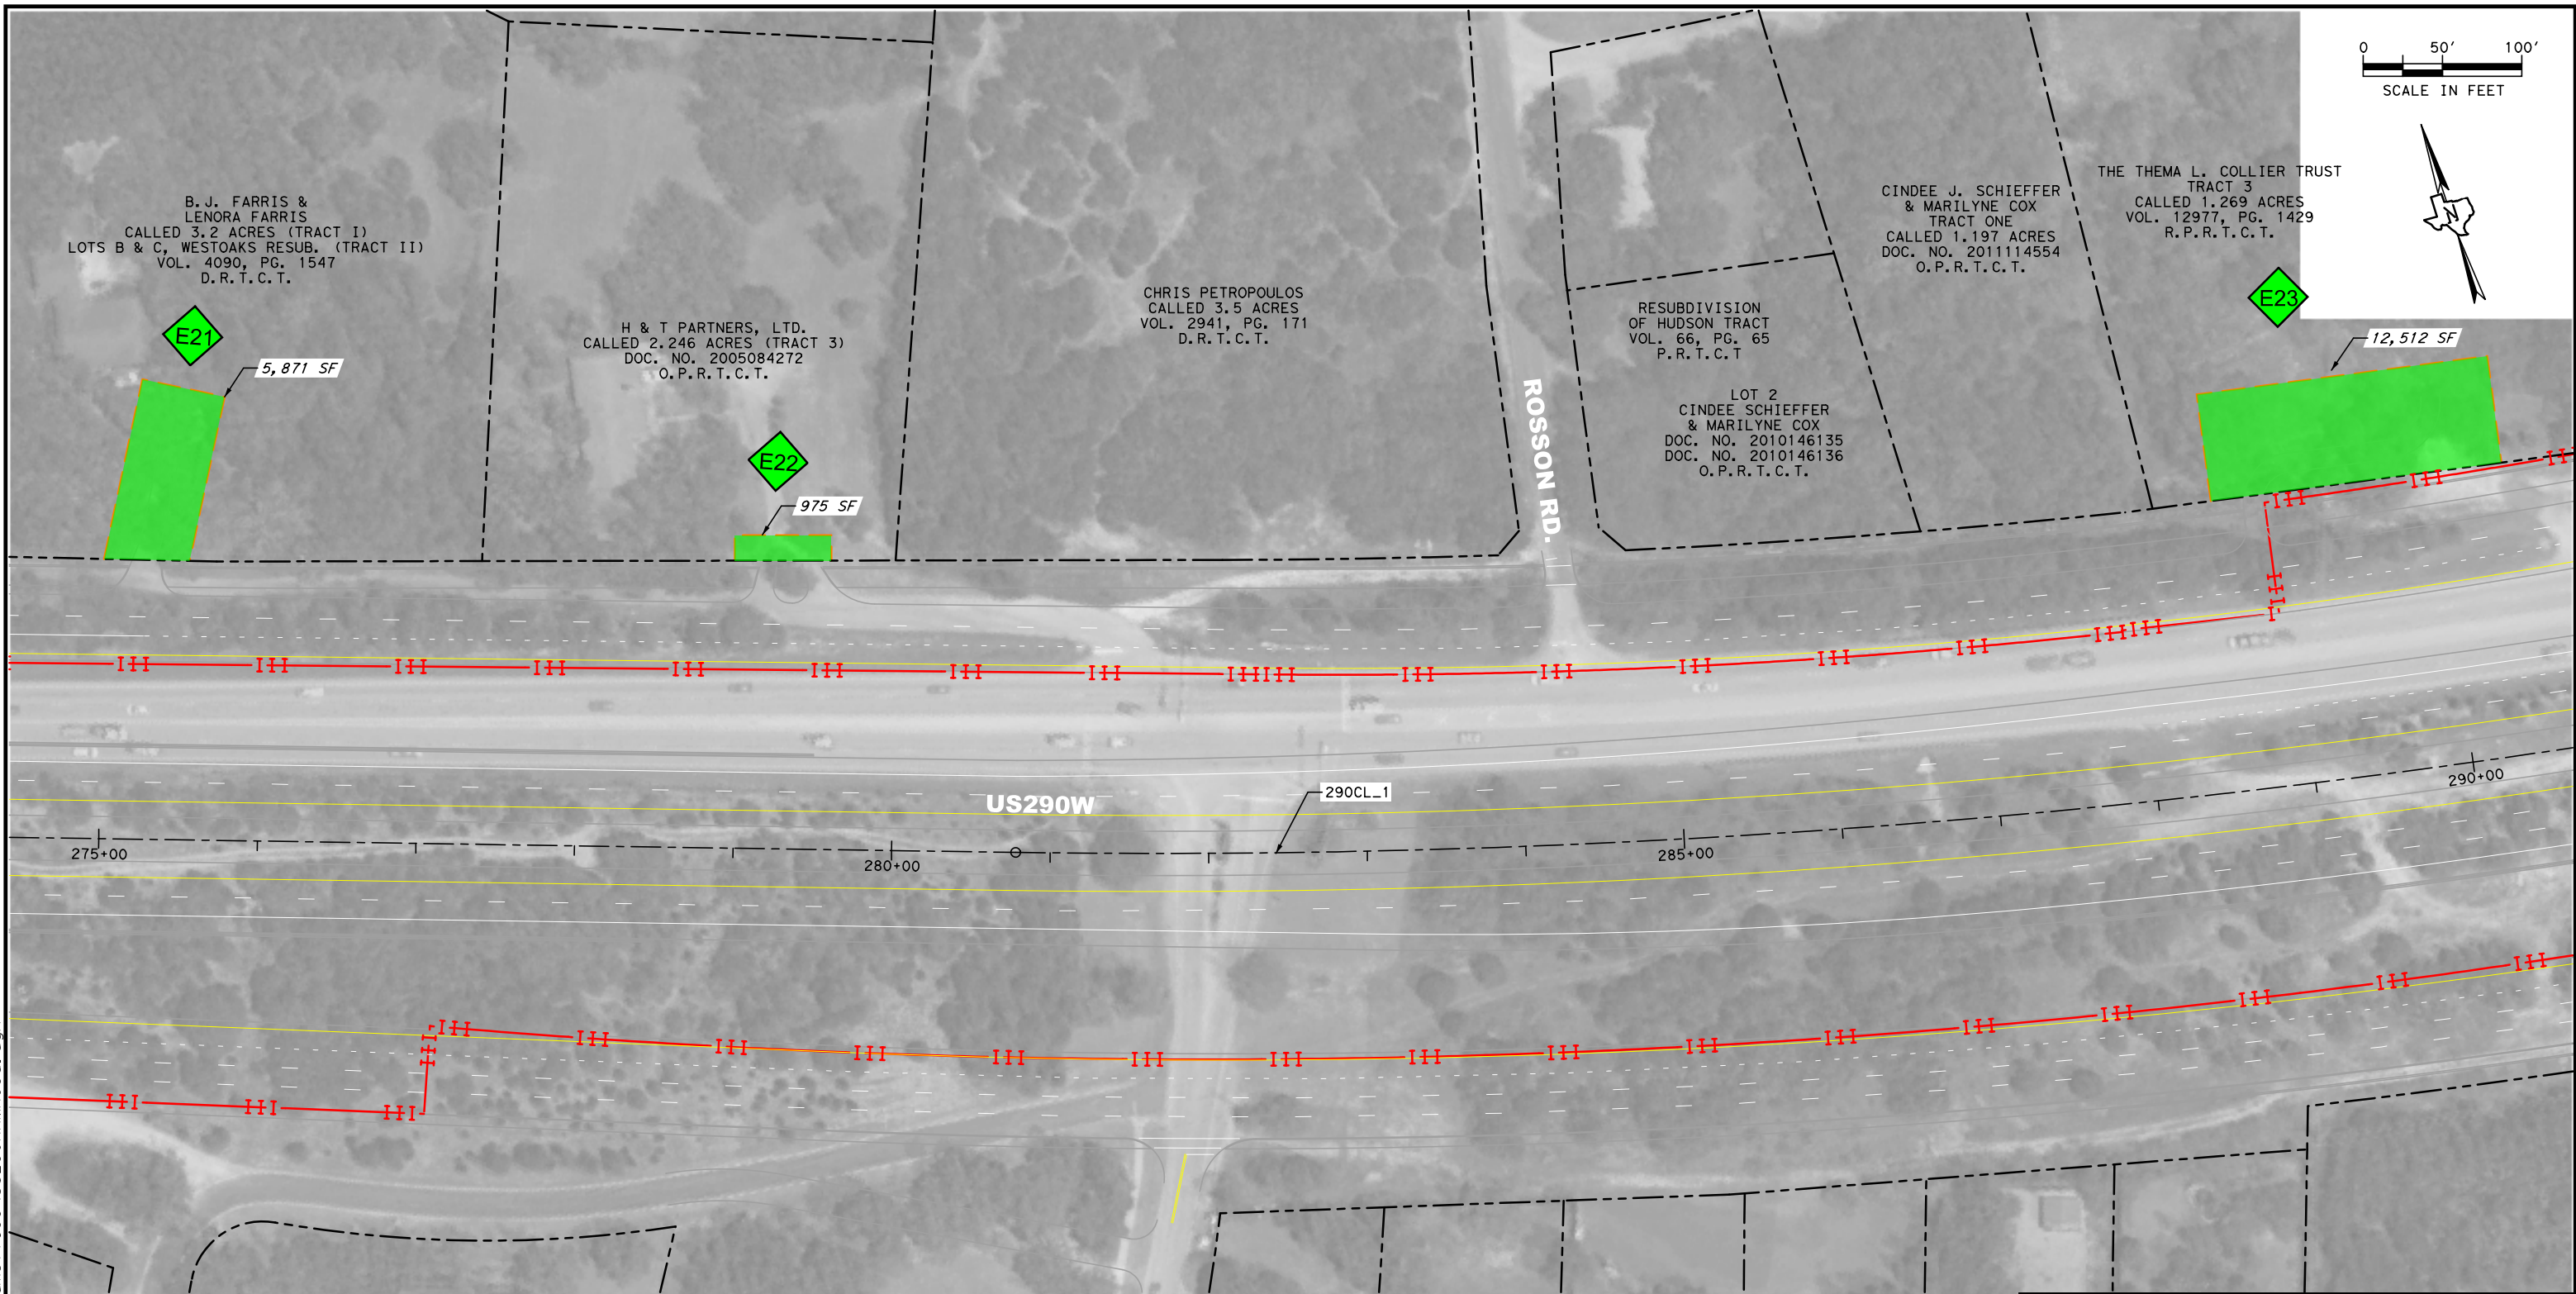 0 50' 100'
SCALE IN FEET
N
B.J. FARRIS &
LENORA FARRIS
CALLED 3.2 ACRES (TRACT I)
LOTS B & C, WESTOAKS RESUB. (TRACT II)
VOL. 4090, PG. 1547
D.R.T.C.T.
E21
5,871 SF
H & T PARTNERS, LTD.
CALLED 2.246 ACRES (TRACT 3)
DOC. NO. 2005084272
O.P.R.T.C.T.
E22
975 SF
CHRIS PETROPOULOS
CALLED 3.5 ACRES
VOL. 2941, PG. 171
D.R.T.C.T.
ROSSON RD.
RESUBDIVISION
OF HUDSON TRACT
VOL. 66, PG. 65
P.R.T.C.T
LOT 2
CINDEE SCHIEFFER
& MARILYNE COX
DOC. NO. 2010146135
DOC. NO. 2010146136
O.P.R.T.C.T.
CINDEE J. SCHIEFFER
& MARILYNE COX
TRACT ONE
CALLED 1.197 ACRES
DOC. NO. 2011114554
O.P.R.T.C.T.
THE THEMA L. COLLIER TRUST
TRACT 3
CALLED 1.269 ACRES
VOL. 12977, PG. 1429
R.P.R.T.C.T.
E23
12,512 SF
US290W
290CL_1
275+00
280+00
285+00
290+00